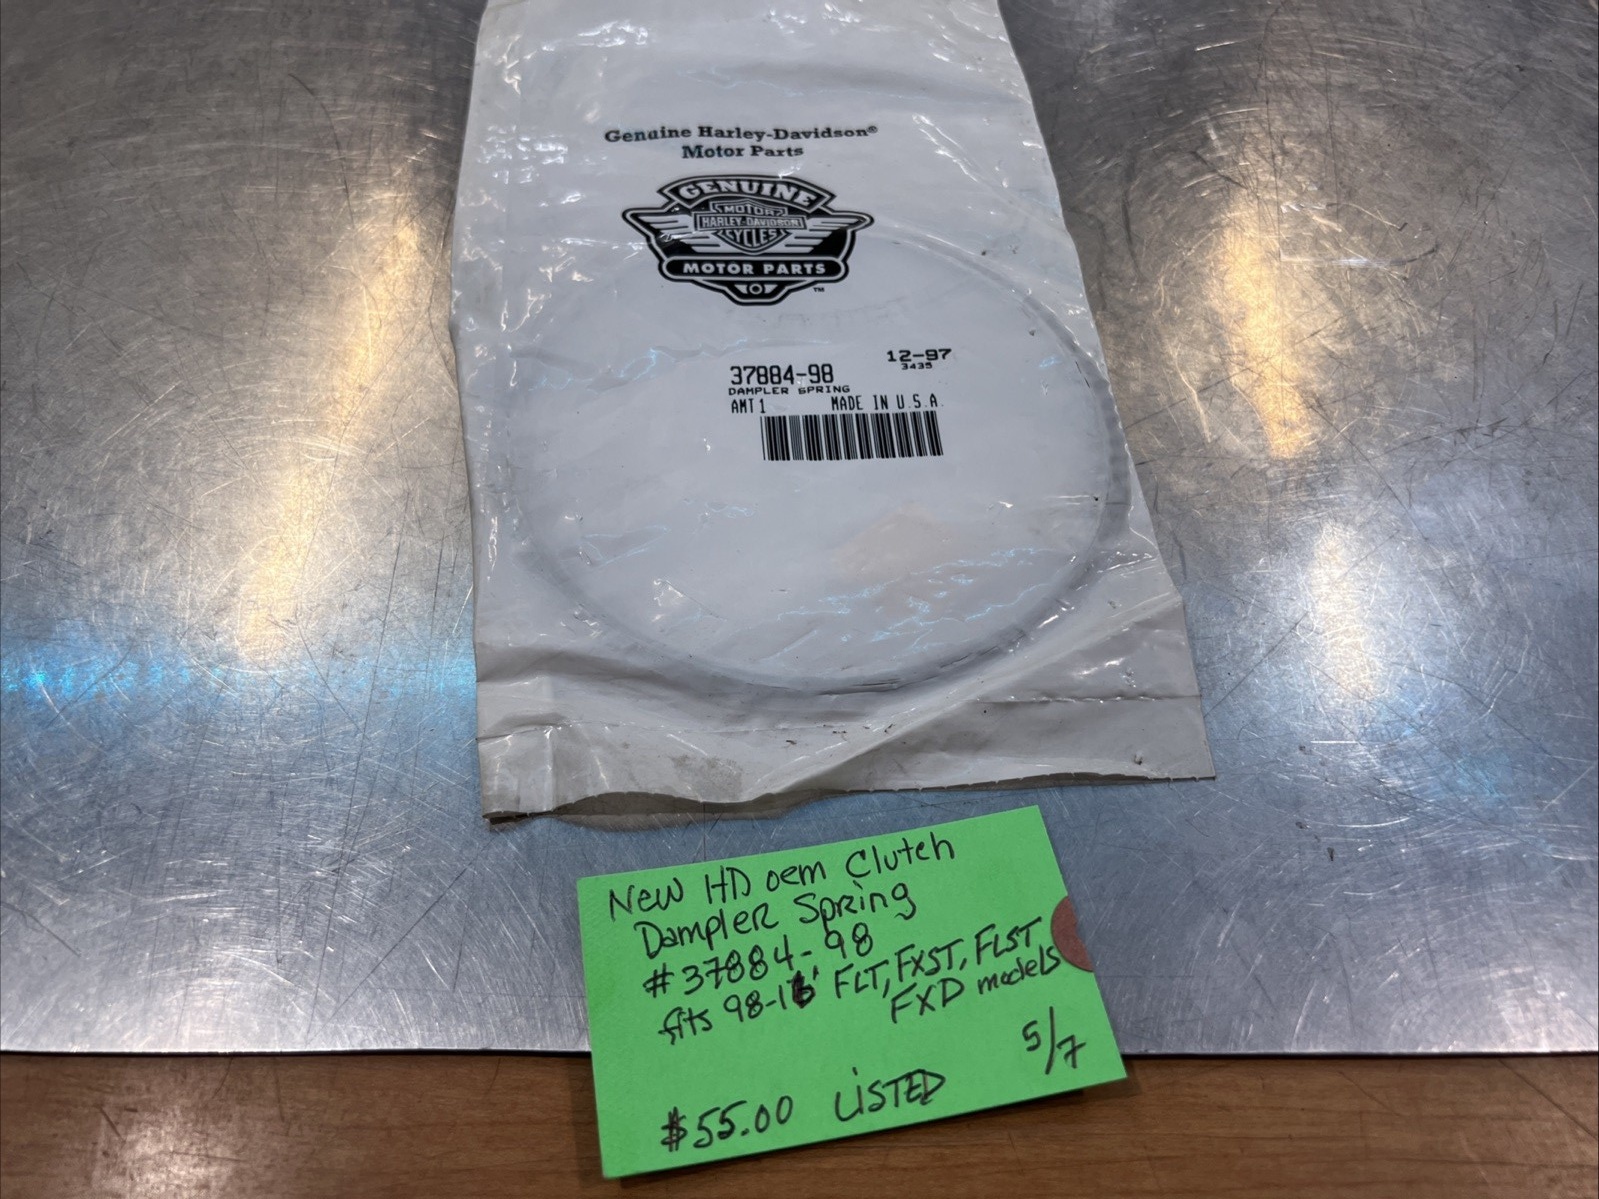 Genuine Harley-Davidson®
Motor Parts
GENUINE
MOTOR
HARLEY-DAVIDSON
CYCLES
MOTOR PARTS
™
12-97
3435
37884-98
DAMPLER SPRING
AMT 1 MADE IN U.S.A.
New HD oem Clutch
Dampler Spring
#37884-98
fits 98- FLT, FXST, FLST
FXD models
5/7
$55.00 LISTED